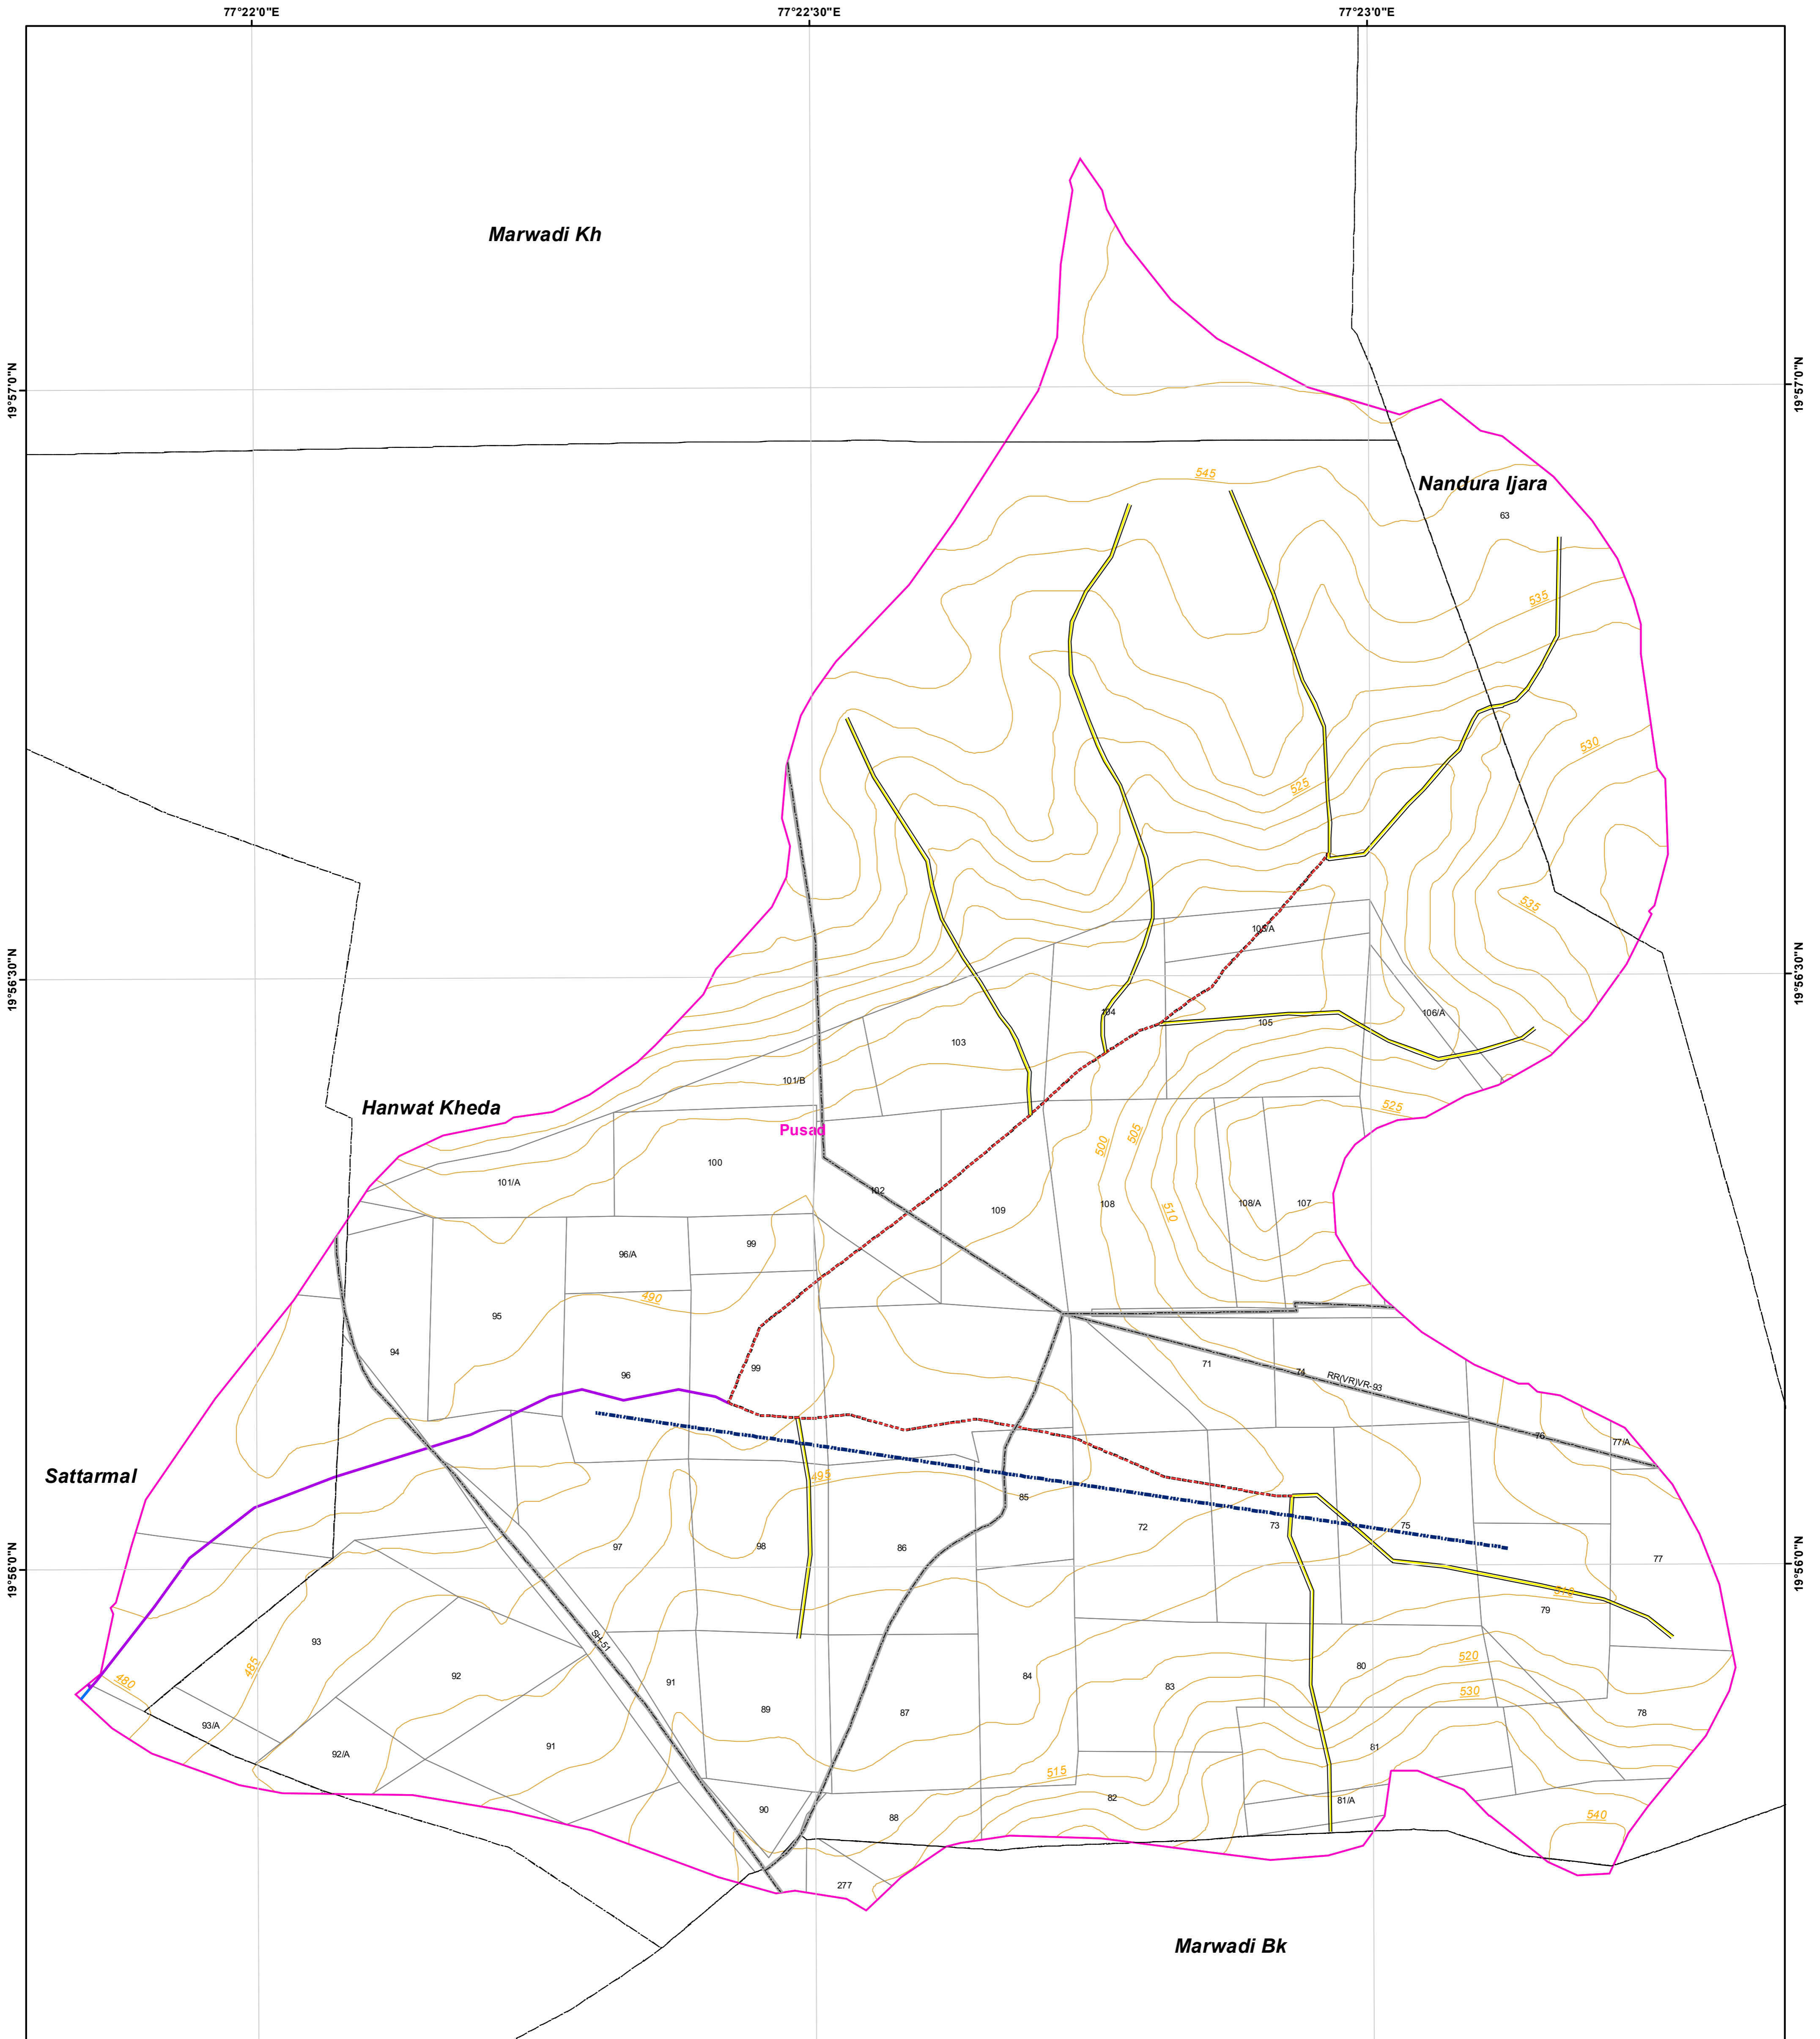 77°22'0"E
77°22'30"E
77°23'0"E
Marwadi Kh
19°57'0"N
19°57'0"N
545
Nandura Ijara
63
535
530
525
535
105/A
19°56'30"N
19°56'30"N
104
106/A
105
103
101/B
Hanwat Kheda
525
Pusad
505
500
100
101/A
102
108/A
107
108
109
510
99
96/A
490
95
94
71
99
74
96
RR(VR)VR-93
76
77/A
Sattarmal
495
85
72
73
75
97
98
86
77
19°56'0"N
19°56'0"N
510
79
93
SH-51
485
520
80
92
84
480
91
83
530
89
87
78
93/A
91
81
92/A
515
82
81/A
90
88
540
277
Marwadi Bk